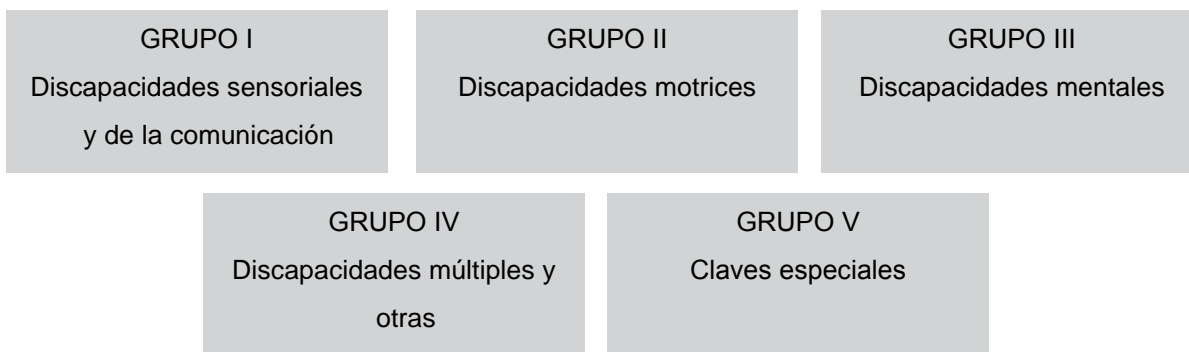 GRUPO I
Discapacidades sensoriales
y de la comunicación
GRUPO II
Discapacidades motrices
GRUPO III
Discapacidades mentales
GRUPO IV
Discapacidades múltiples y
otras
GRUPO V
Claves especiales